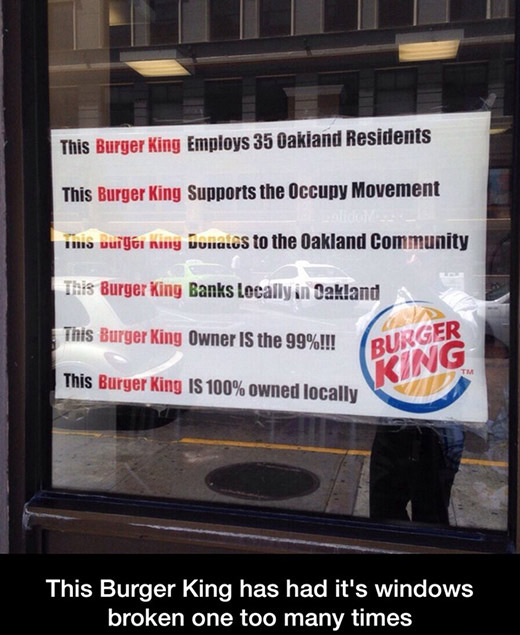 This Burger King Employs 35 Oakland Residents
This Burger King Supports the Occupy Movement
This Burger King Donates to the Oakland Community
This Burger King Banks Locally in Oakland
This Burger King Owner IS the 99%!!!
This Burger King IS 100% owned locally
BURGER
KING TM
This Burger King has had it's windows
broken one too many times